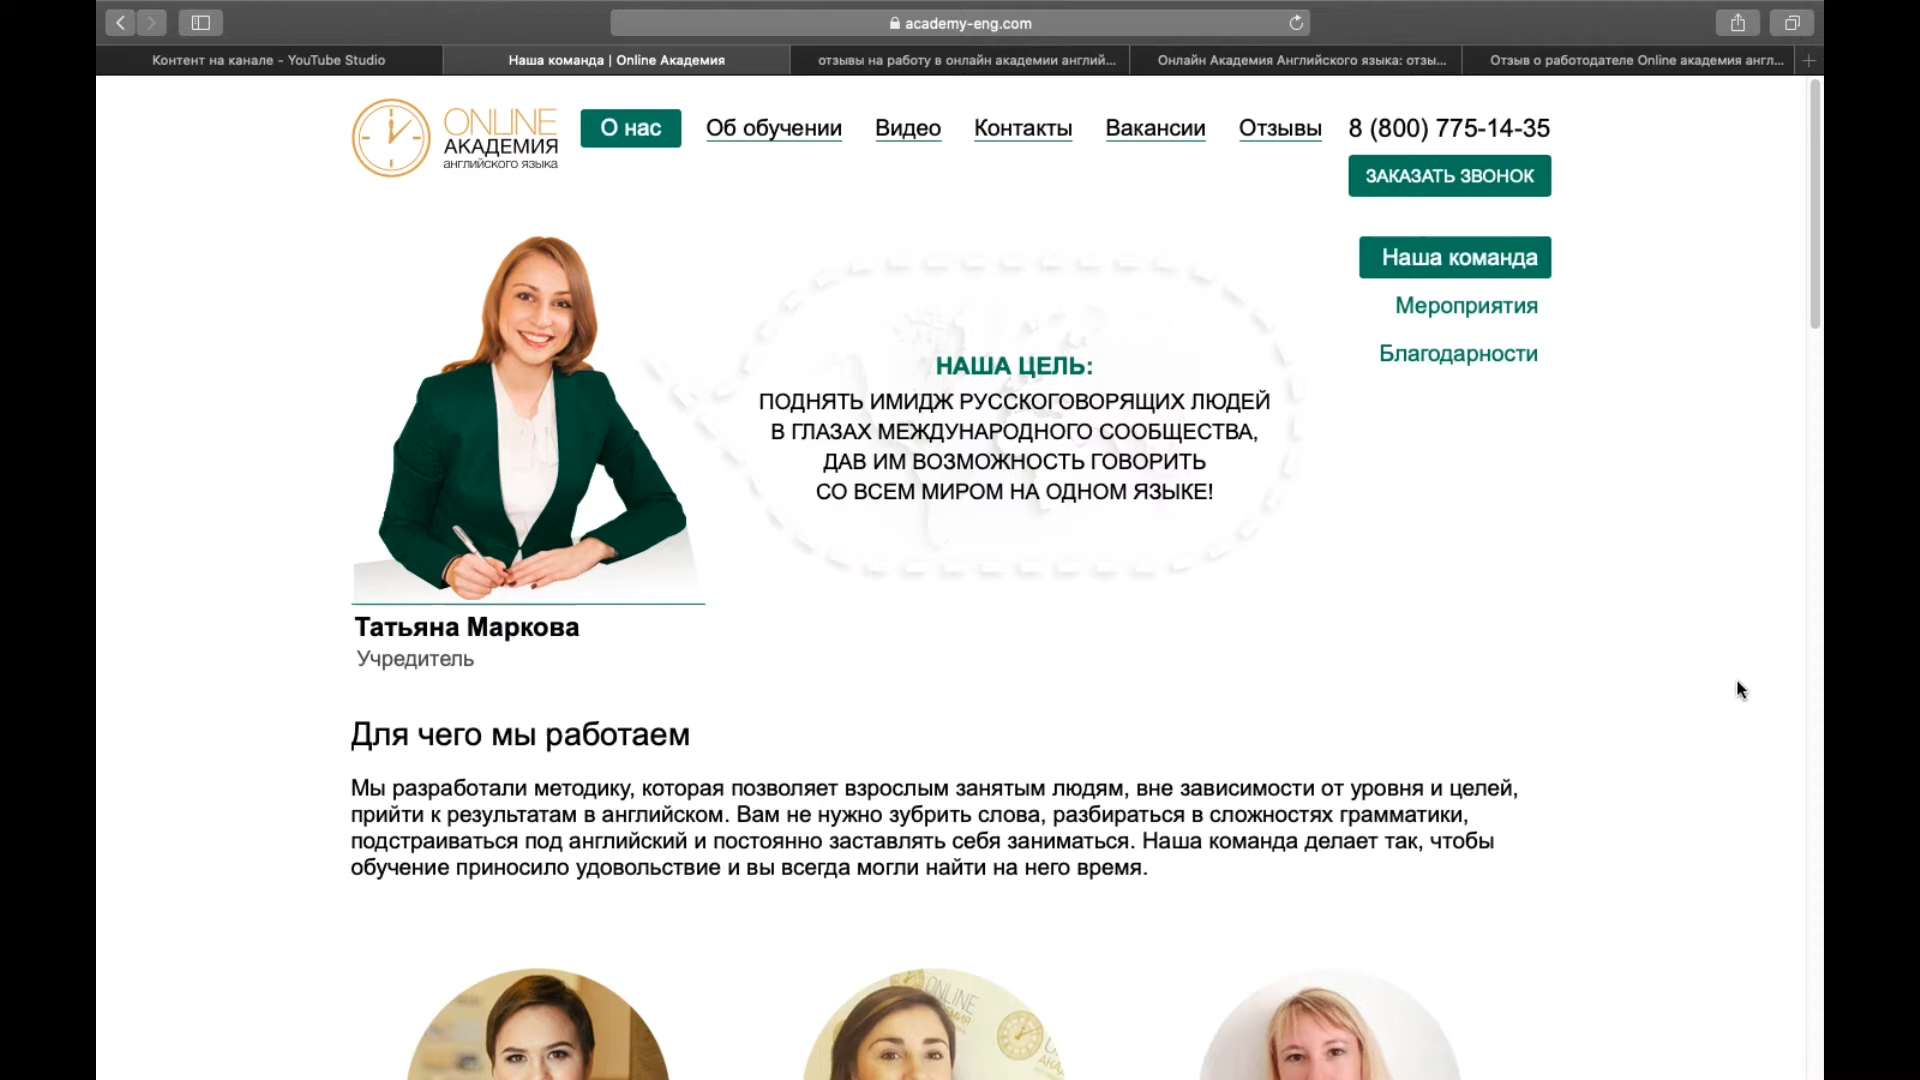 academy-eng.com
Контент на канале - YouTube Studio
Наша команда | Online Академия
отзывы на работу в онлайн академии англий...
Онлайн Академия Английского языка: отзы...
Отзыв о работодателе Online академия англ...
ONLINE
АКАДЕМИЯ
английского языка
О нас
Об обучении
Видео
Контакты
Вакансии
Отзывы
8 (800) 775-14-35
ЗАКАЗАТЬ ЗВОНОК
Наша команда
Мероприятия
Благодарности
НАША ЦЕЛЬ:
ПОДНЯТЬ ИМИДЖ РУССКОГОВОРЯЩИХ ЛЮДЕЙ
В ГЛАЗАХ МЕЖДУНАРОДНОГО СООБЩЕСТВА,
ДАВ ИМ ВОЗМОЖНОСТЬ ГОВОРИТЬ
СО ВСЕМ МИРОМ НА ОДНОМ ЯЗЫКЕ!
Татьяна Маркова
Учредитель
Для чего мы работаем
Мы разработали методику, которая позволяет взрослым занятым людям, вне зависимости от уровня и целей,
прийти к результатам в английском. Вам не нужно зубрить слова, разбираться в сложностях грамматики,
подстраиваться под английский и постоянно заставлять себя заниматься. Наша команда делает так, чтобы
обучение приносило удовольствие и вы всегда могли найти на него время.
ONLINE